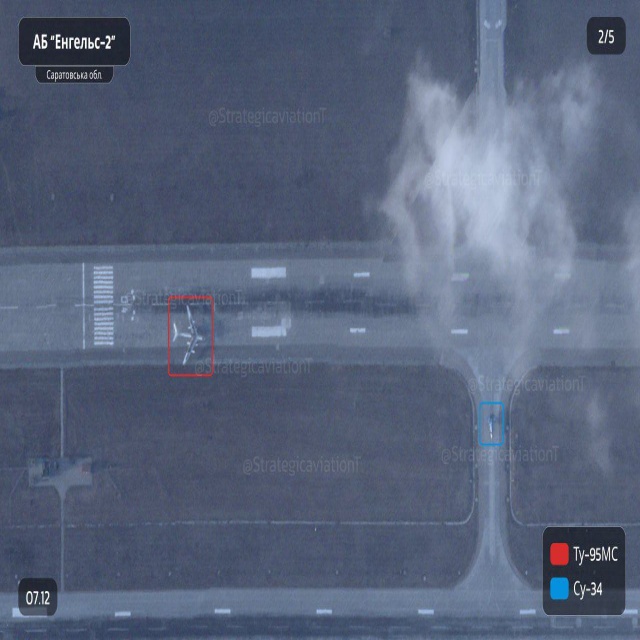 АБ “Енгельс-2”
2/5
Саратовська обл.
@StrategicaviationT
@StrategicaviationT
@StrategicaviationT
@StrategicaviationT
@StrategicaviationT
@StrategicaviationT
@StrategicaviationT
Ту-95МС
Су-34
07.12